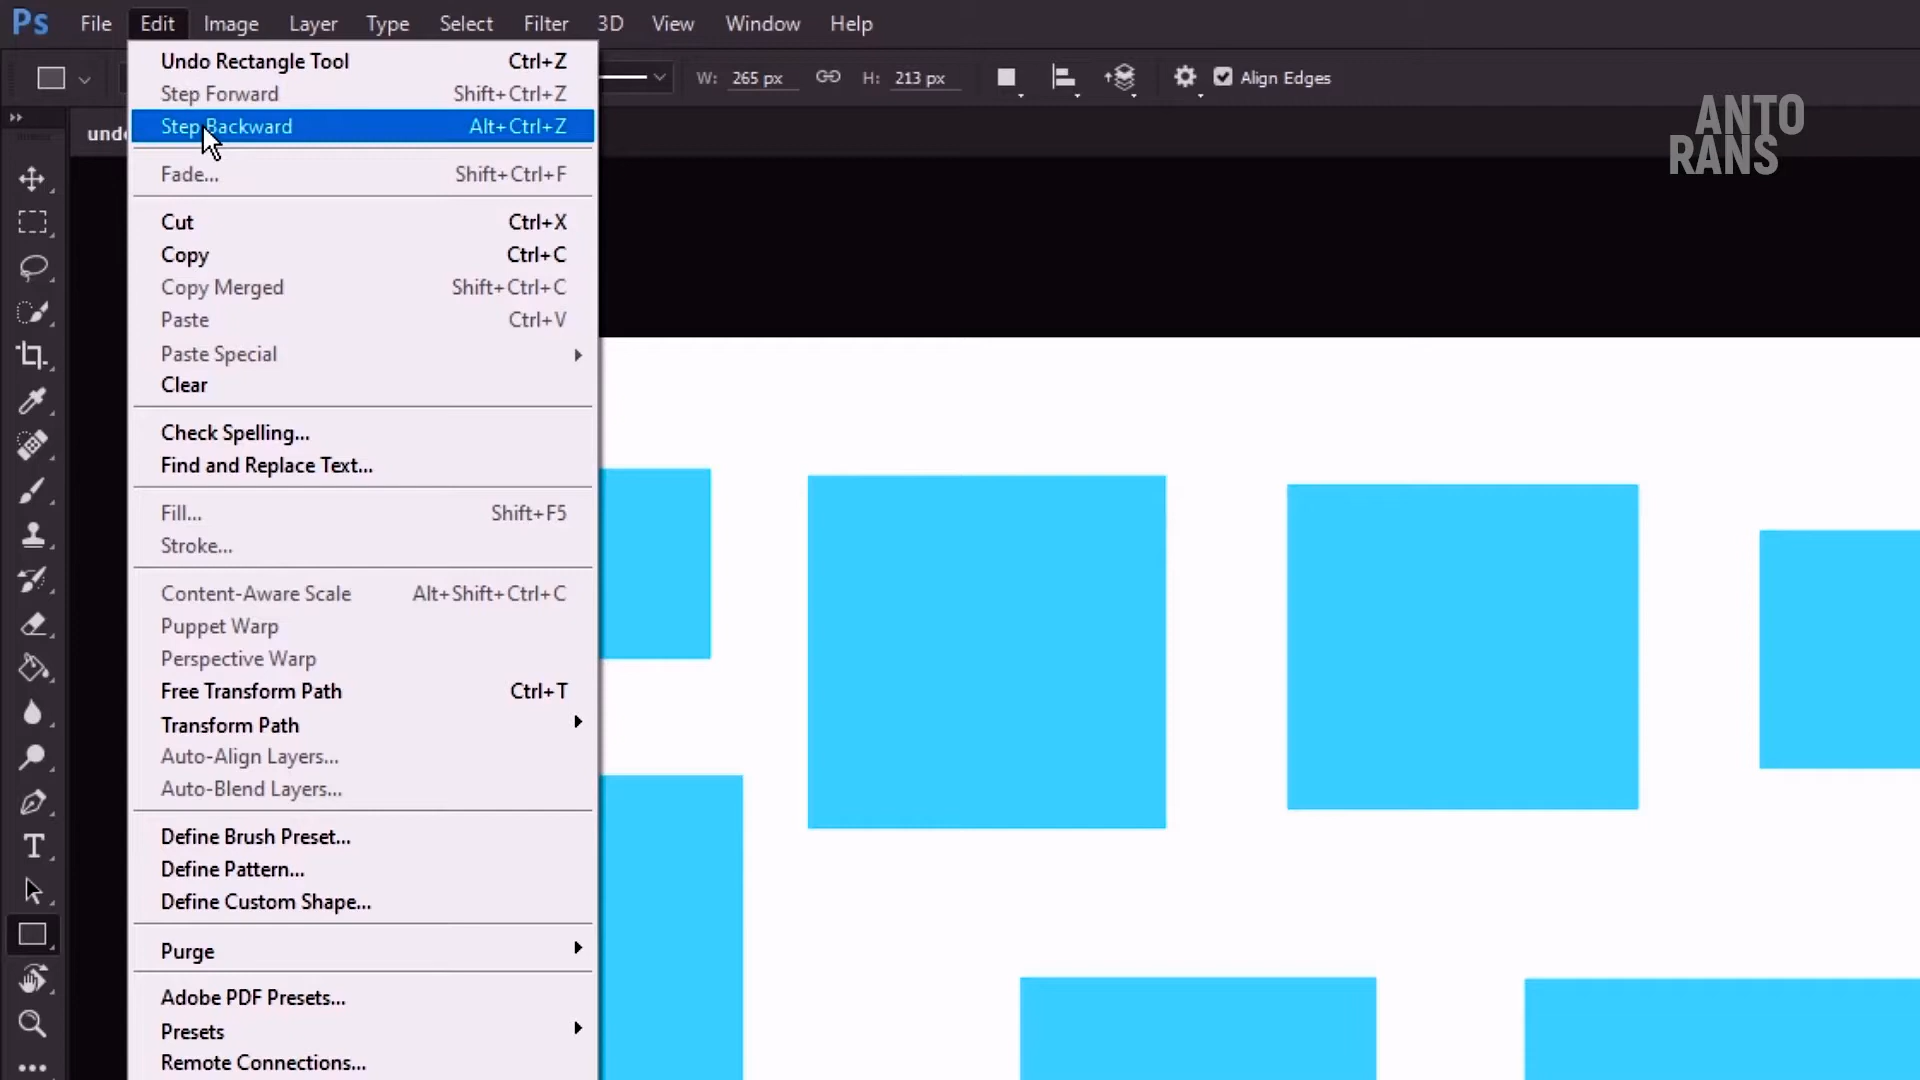 Ps File Edit Image Layer Type Select Filter 3D View Window Help
W: 265 px H: 213 px Align Edges
ANTO
RANS
Undo Rectangle Tool Ctrl+Z
Step Forward Shift+Ctrl+Z
Step Backward Alt+Ctrl+Z
Fade... Shift+Ctrl+F
Cut Ctrl+X
Copy Ctrl+C
Copy Merged Shift+Ctrl+C
Paste Ctrl+V
Paste Special
Clear
Check Spelling...
Find and Replace Text...
Fill... Shift+F5
Stroke...
Content-Aware Scale Alt+Shift+Ctrl+C
Puppet Warp
Perspective Warp
Free Transform Path Ctrl+T
Transform Path
Auto-Align Layers...
Auto-Blend Layers...
Define Brush Preset...
Define Pattern...
Define Custom Shape...
Purge
Adobe PDF Presets...
Presets
Remote Connections...